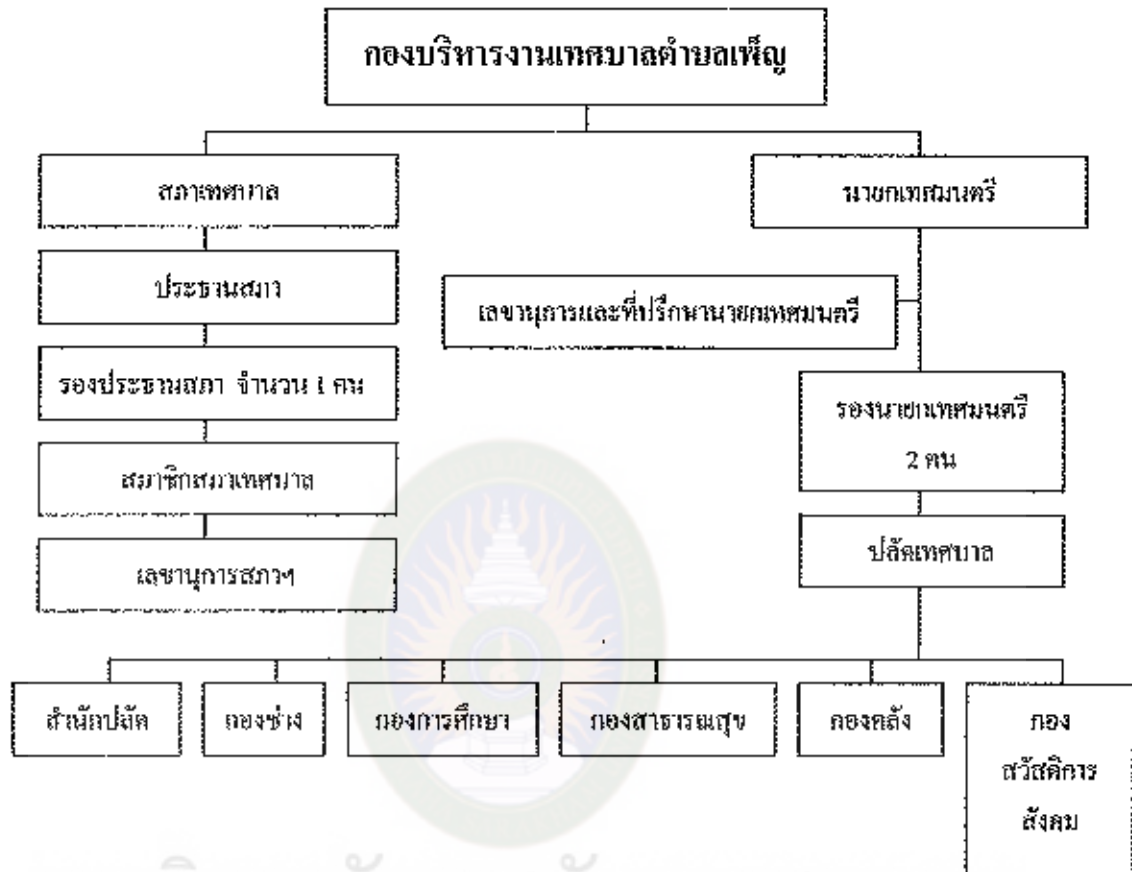 กองบริหารงานเทศบาลตำบลเพ็ญ
สภาเทศบาล
นายกเทศมนตรี
ประธานสภา
เลขานุการและที่ปรึกษานายกเทศมนตรี
รองประธานสภา จำนวน 1 คน
รองนายกเทศมนตรี
2 คน
สมาชิกสภาเทศบาล
ปลัดเทศบาล
เลขานุการสภาฯ
สำนักปลัด
กองช่าง
กองการศึกษา
กองสาธารณสุข
กองคลัง
กอง
สวัสดิการ
สังคม